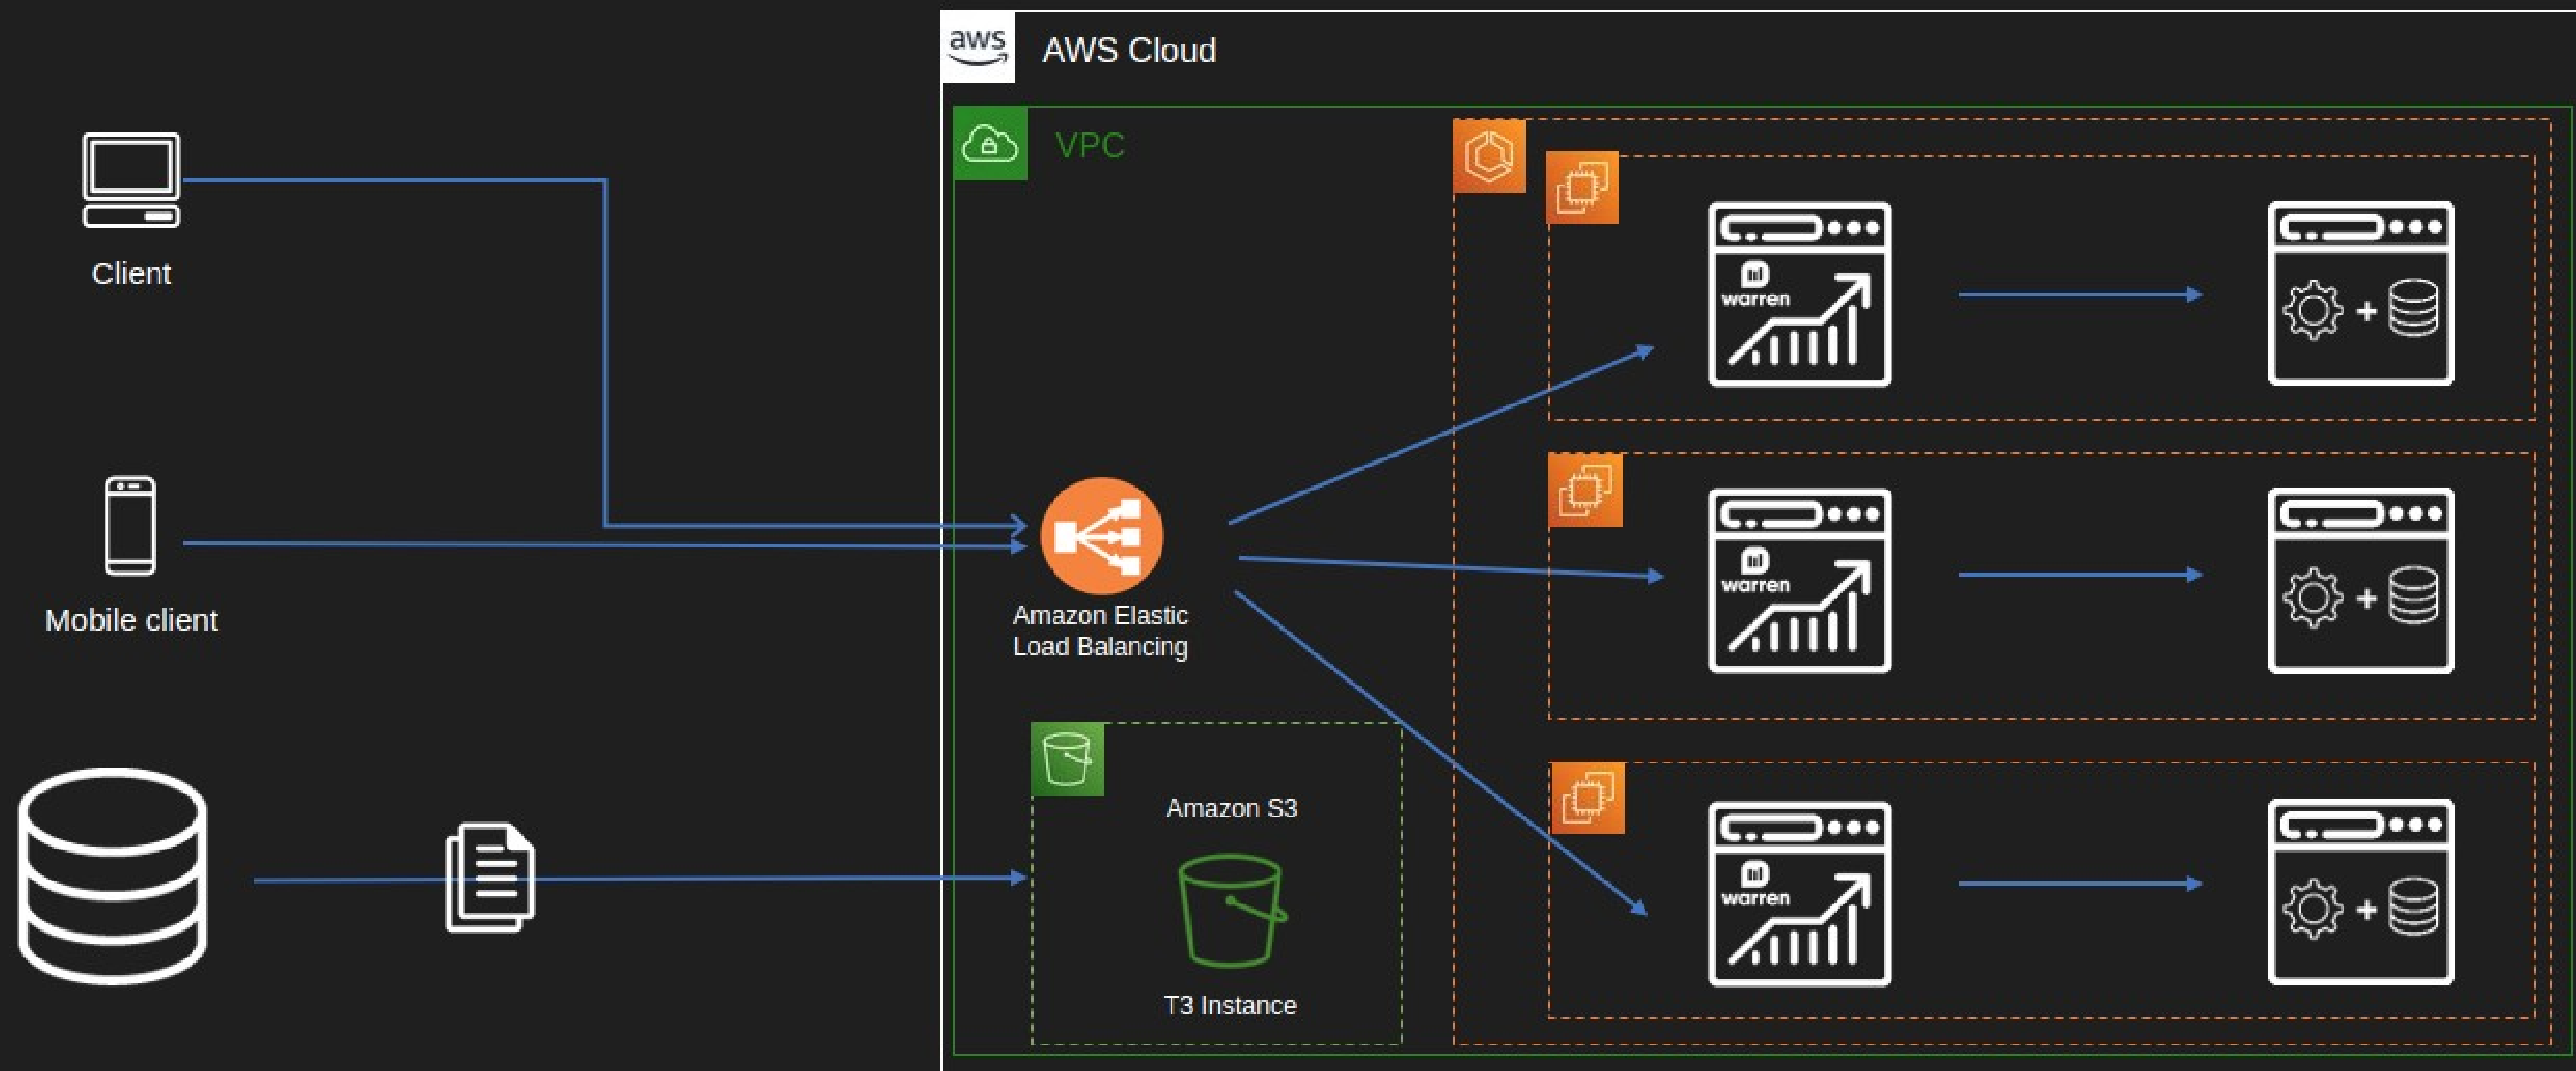 aws
AWS Cloud
VPC
Client
warren
Mobile client
warren
Amazon Elastic
Load Balancing
Amazon S3
warren
T3 Instance